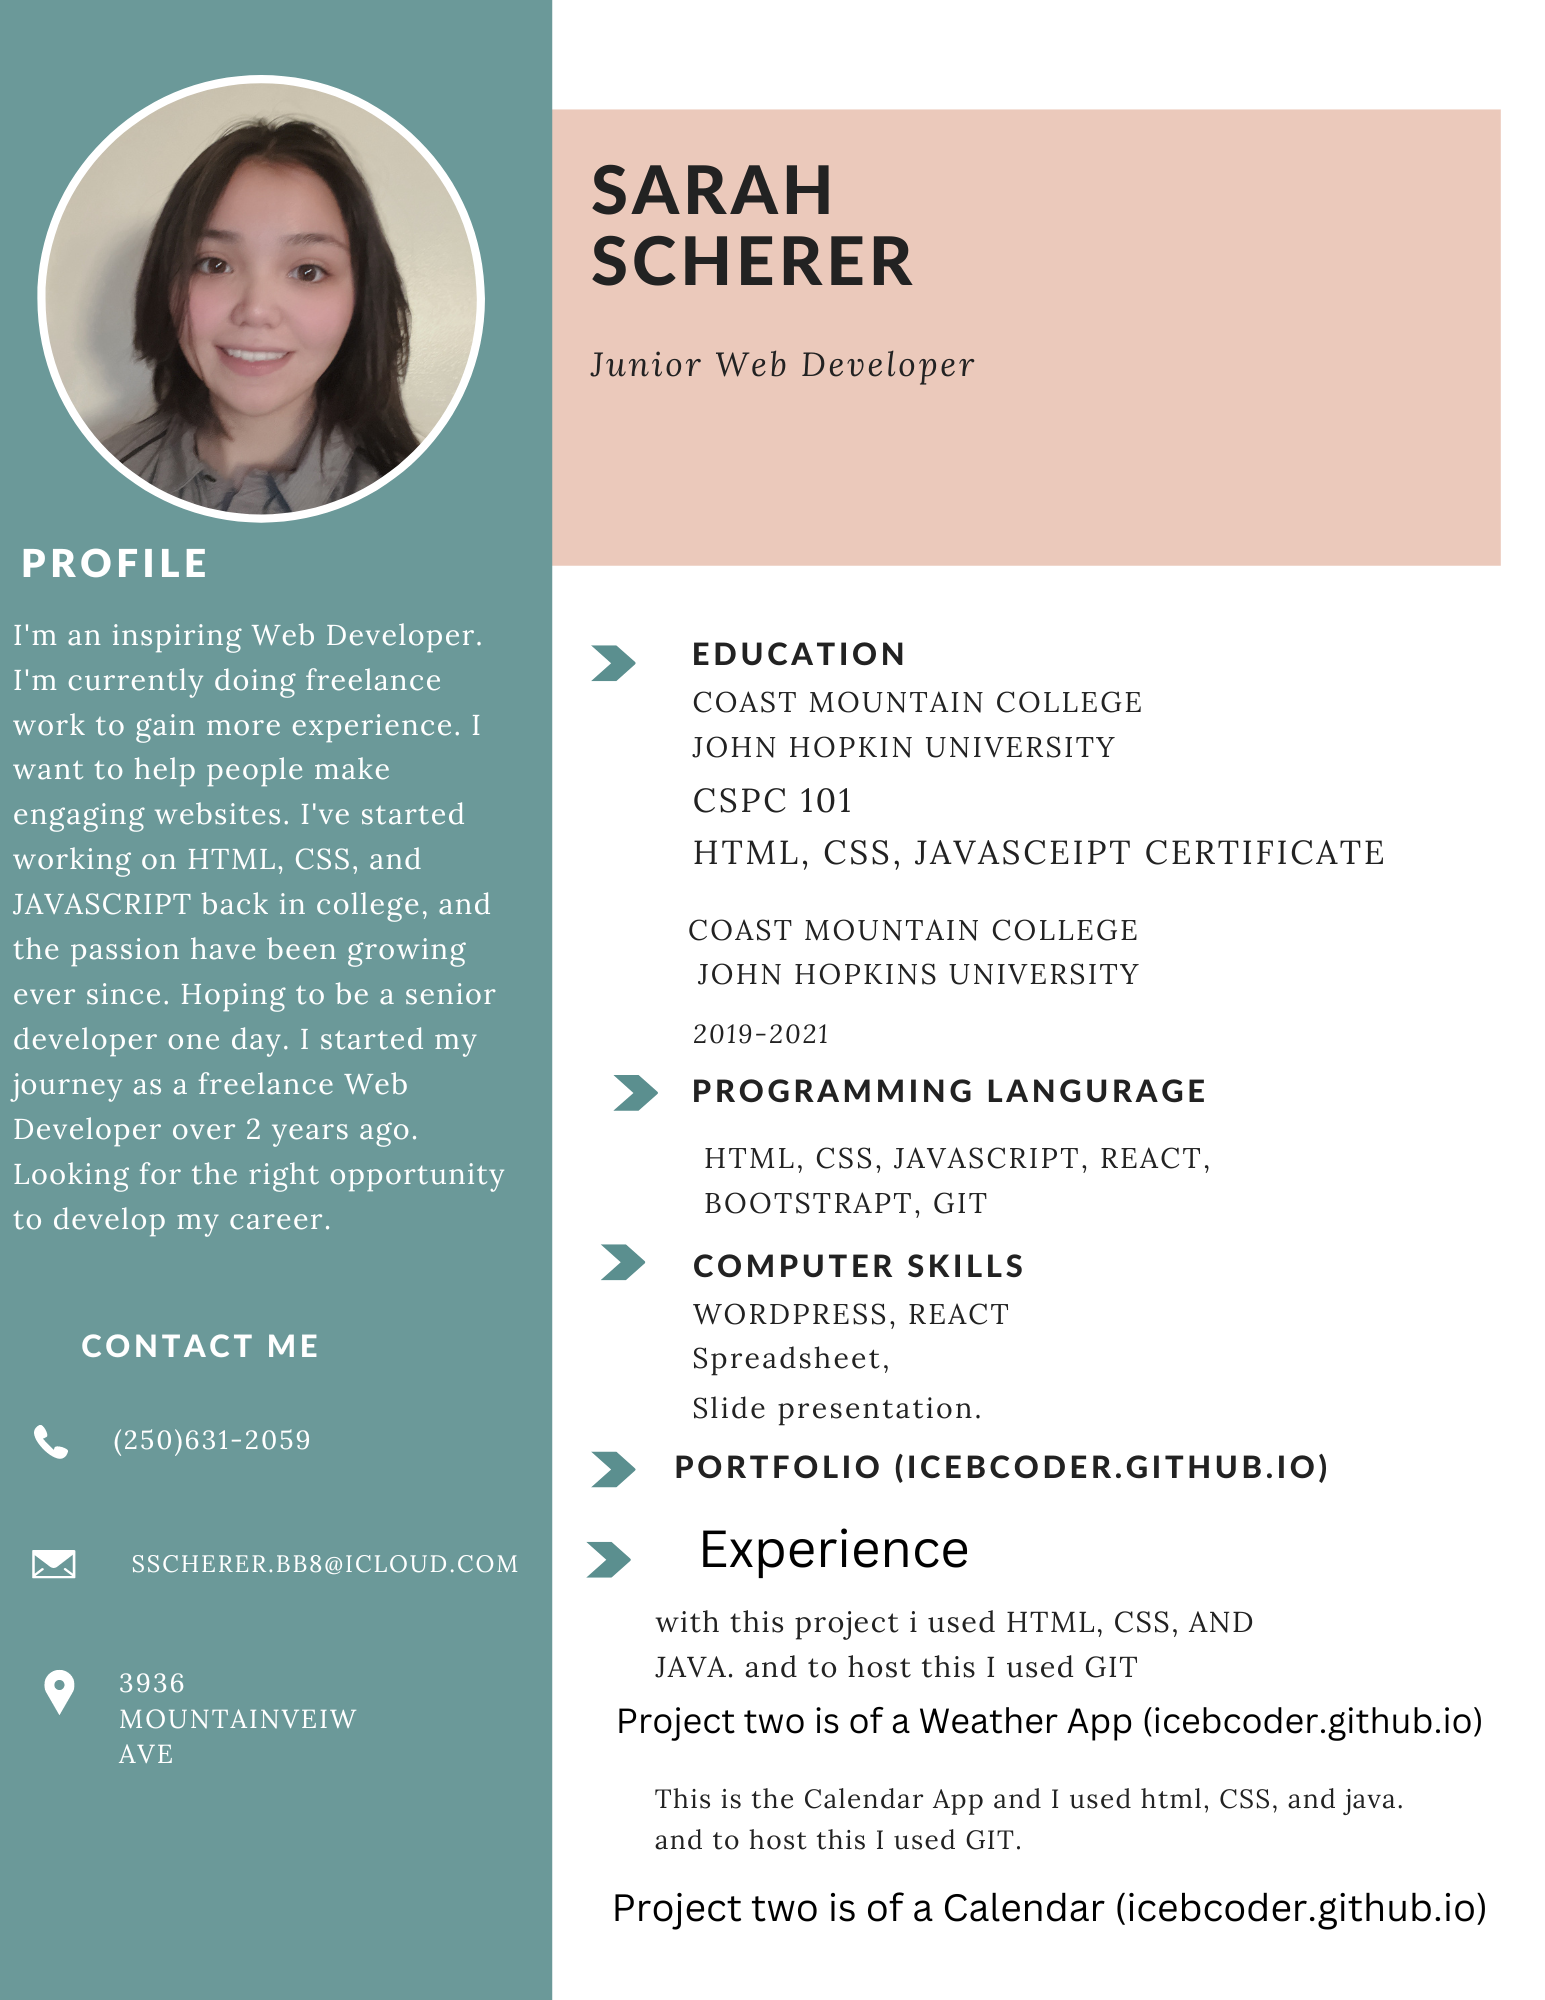 SARAH
SCHERER
Junior Web Developer
PROFILE
I'm an inspiring Web Developer.
I'm currently doing freelance
work to gain more experience. I
want to help people make
engaging websites. I've started
working on HTML, CSS, and
JAVASCRIPT back in college, and
the passion have been growing
ever since. Hoping to be a senior
developer one day. I started my
journey as a freelance Web
Developer over 2 years ago.
Looking for the right opportunity
to develop my career.
CONTACT ME
(250)631-2059
SSCHERER.BB8@ICLOUD.COM
3936
MOUNTAINVEIW
AVE
EDUCATION
COAST MOUNTAIN COLLEGE
JOHN HOPKIN UNIVERSITY
CSPC 101
HTML, CSS, JAVASCEIPT CERTIFICATE
COAST MOUNTAIN COLLEGE
JOHN HOPKINS UNIVERSITY
2019-2021
PROGRAMMING LANGURAGE
HTML, CSS, JAVASCRIPT, REACT,
BOOTSTRAPT, GIT
COMPUTER SKILLS
WORDPRESS, REACT
Spreadsheet,
Slide presentation.
PORTFOLIO (ICEBCODER.GITHUB.IO)
Experience
with this project i used HTML, CSS, AND
JAVA. and to host this I used GIT
Project two is of a Weather App (icebcoder.github.io)
This is the Calendar App and I used html, CSS, and java.
and to host this I used GIT.
Project two is of a Calendar (icebcoder.github.io)